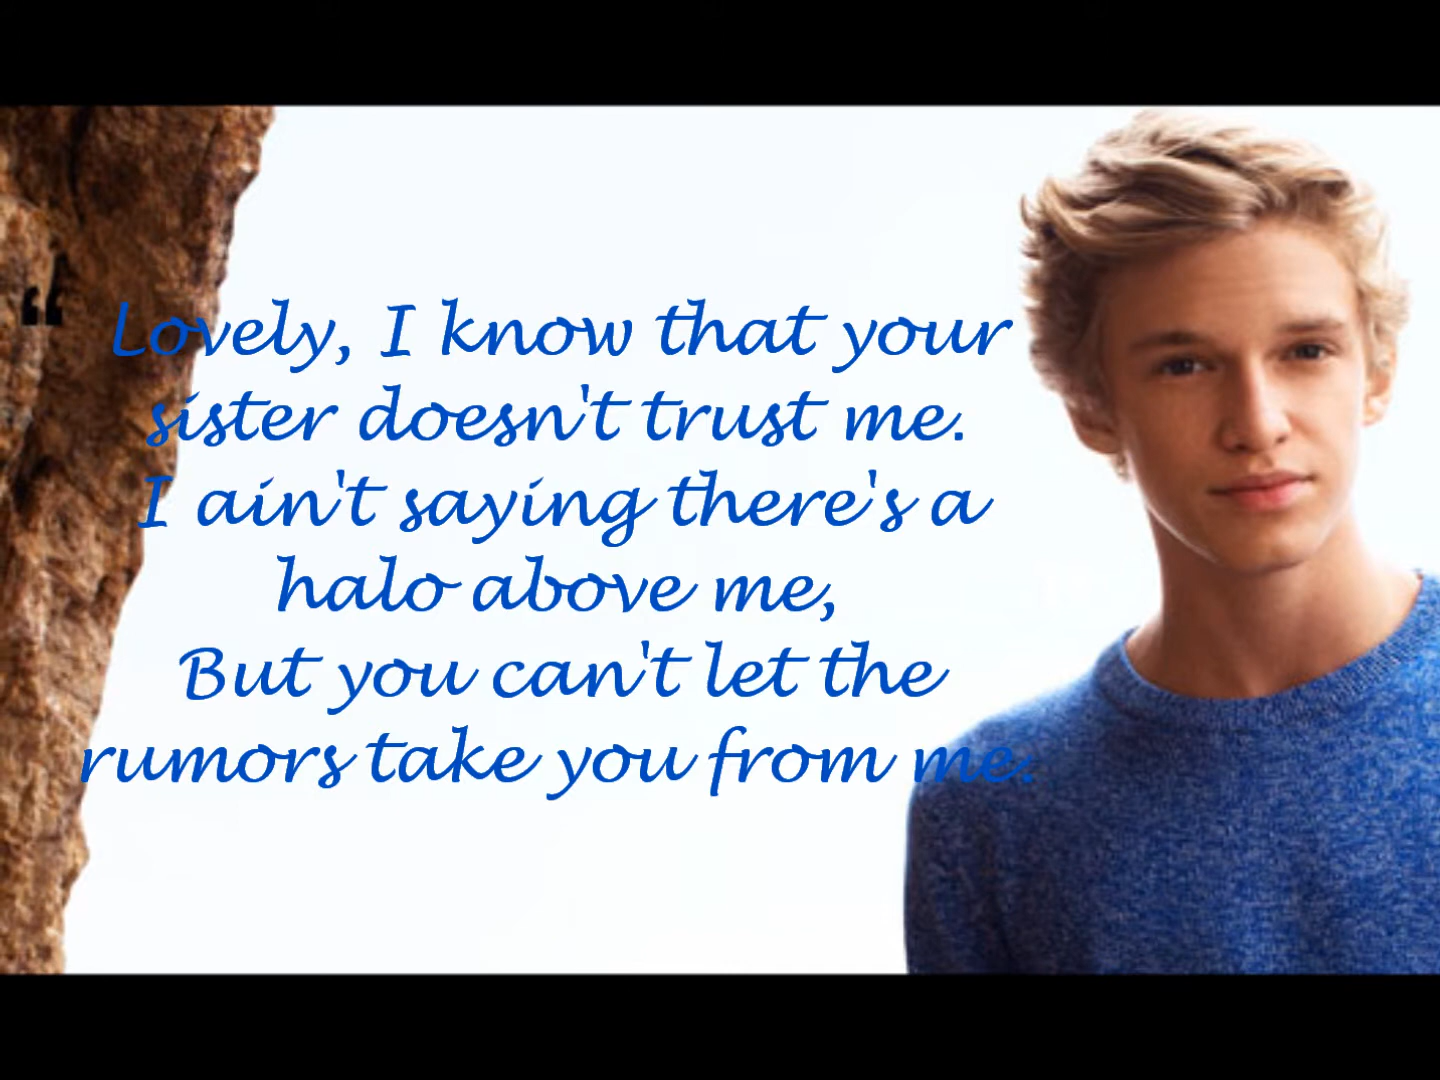 “ Lovely, I know that your
sister doesn't trust me.
I ain't saying there's a
halo above me,
But you can't let the
rumors take you from me.